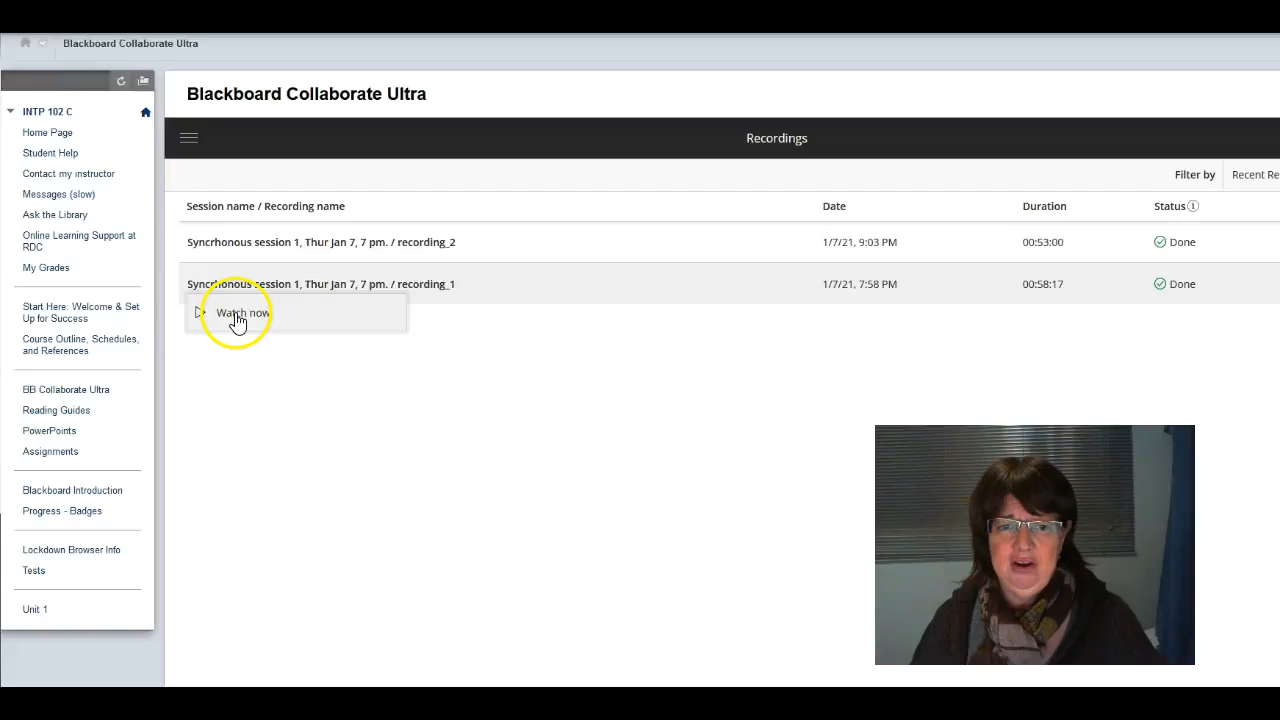 Blackboard Collaborate Ultra
INTP 102 C
Home Page
Student Help
Contact my instructor
Messages (slow)
Ask the Library
Online Learning Support at
RDC
My Grades
Start Here: Welcome & Set
Up for Success
Course Outline, Schedules,
and References
BB Collaborate Ultra
Reading Guides
PowerPoints
Assignments
Blackboard Introduction
Progress - Badges
Lockdown Browser Info
Tests
Unit 1
Blackboard Collaborate Ultra
Recordings
Filter by Recent Re
Session name / Recording name Date Duration Status
Syncrhonous session 1, Thur Jan 7, 7 pm. / recording_2 1/7/21, 9:03 PM 00:53:00 Done
Syncrhonous session 1, Thur Jan 7, 7 pm. / recording_1 1/7/21, 7:58 PM 00:58:17 Done
Watch now